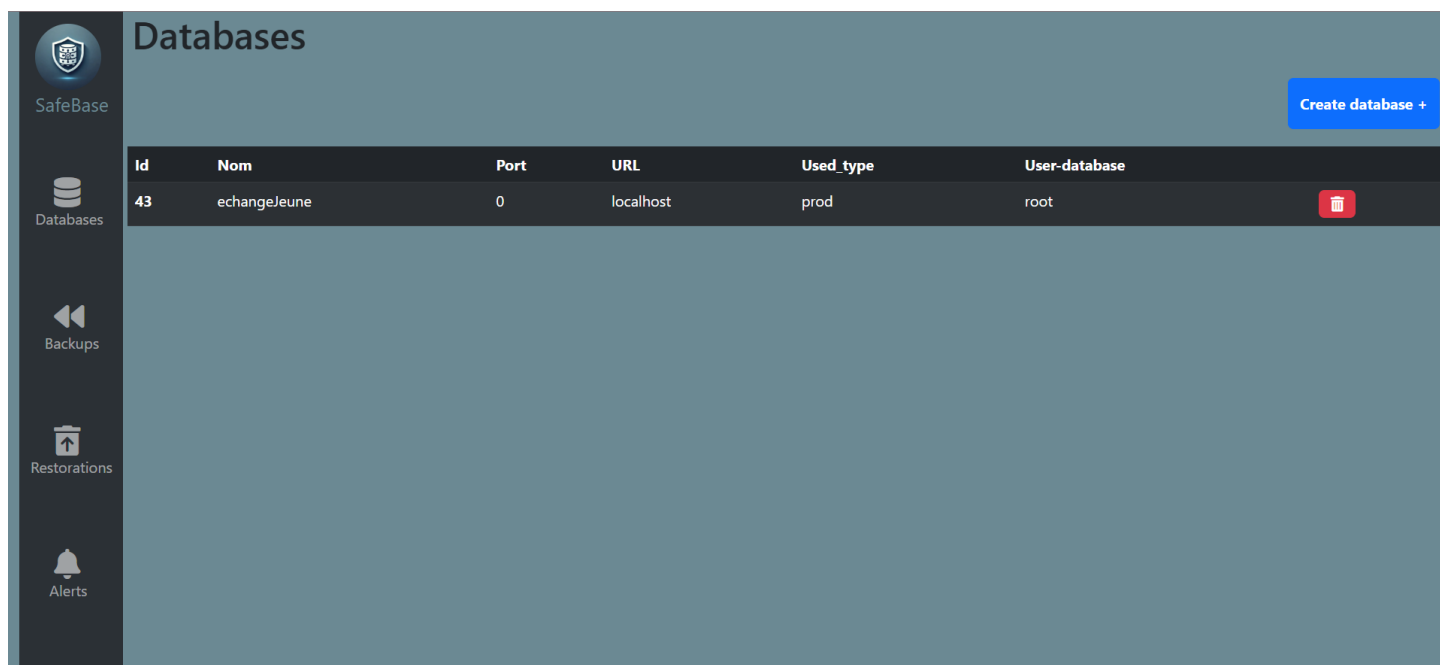 Databases
SafeBase
Create database +
Id Nom Port URL Used_type User-database
43 echangeJeune 0 localhost prod root
Databases
Backups
Restorations
Alerts